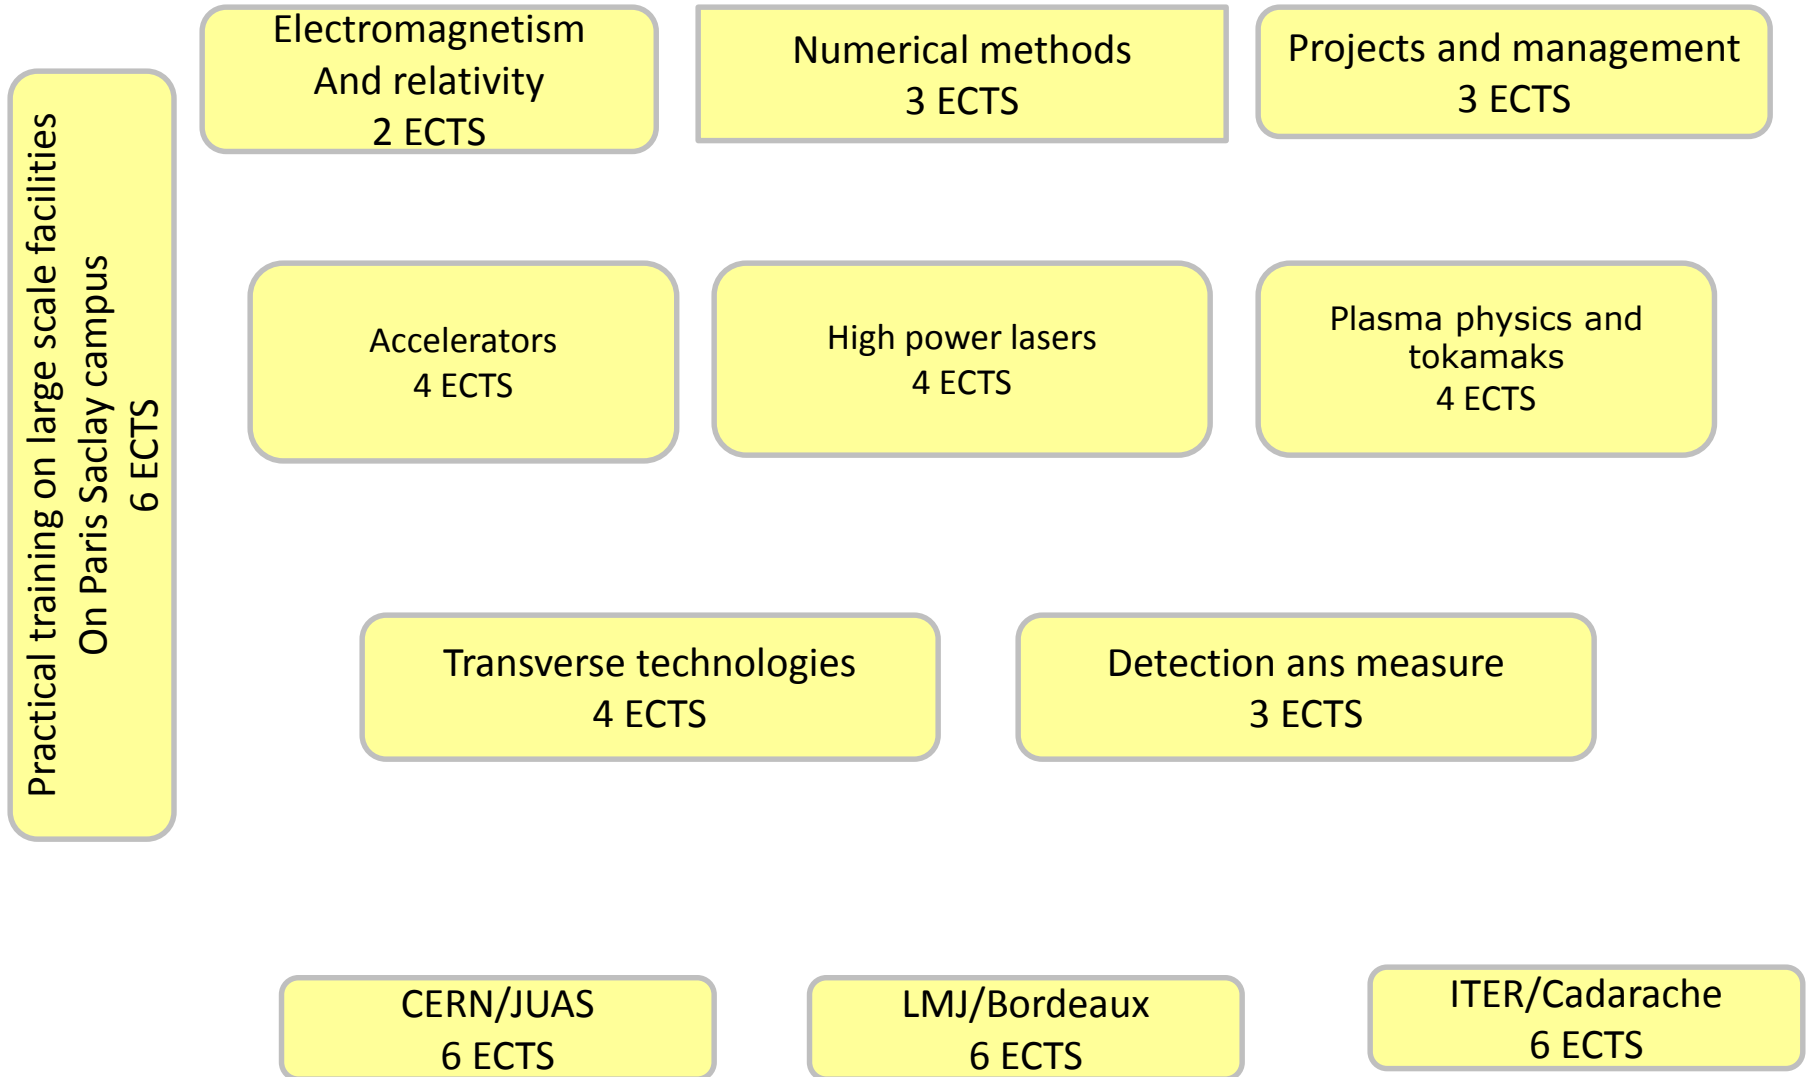 Practical training on large scale facilities
On Paris Saclay campus
6 ECTS
Electromagnetism
And relativity
2 ECTS
Numerical methods
3 ECTS
Projects and management
3 ECTS
Accelerators
4 ECTS
High power lasers
4 ECTS
Plasma physics and
tokamaks
4 ECTS
Transverse technologies
4 ECTS
Detection ans measure
3 ECTS
CERN/JUAS
6 ECTS
LMJ/Bordeaux
6 ECTS
ITER/Cadarache
6 ECTS